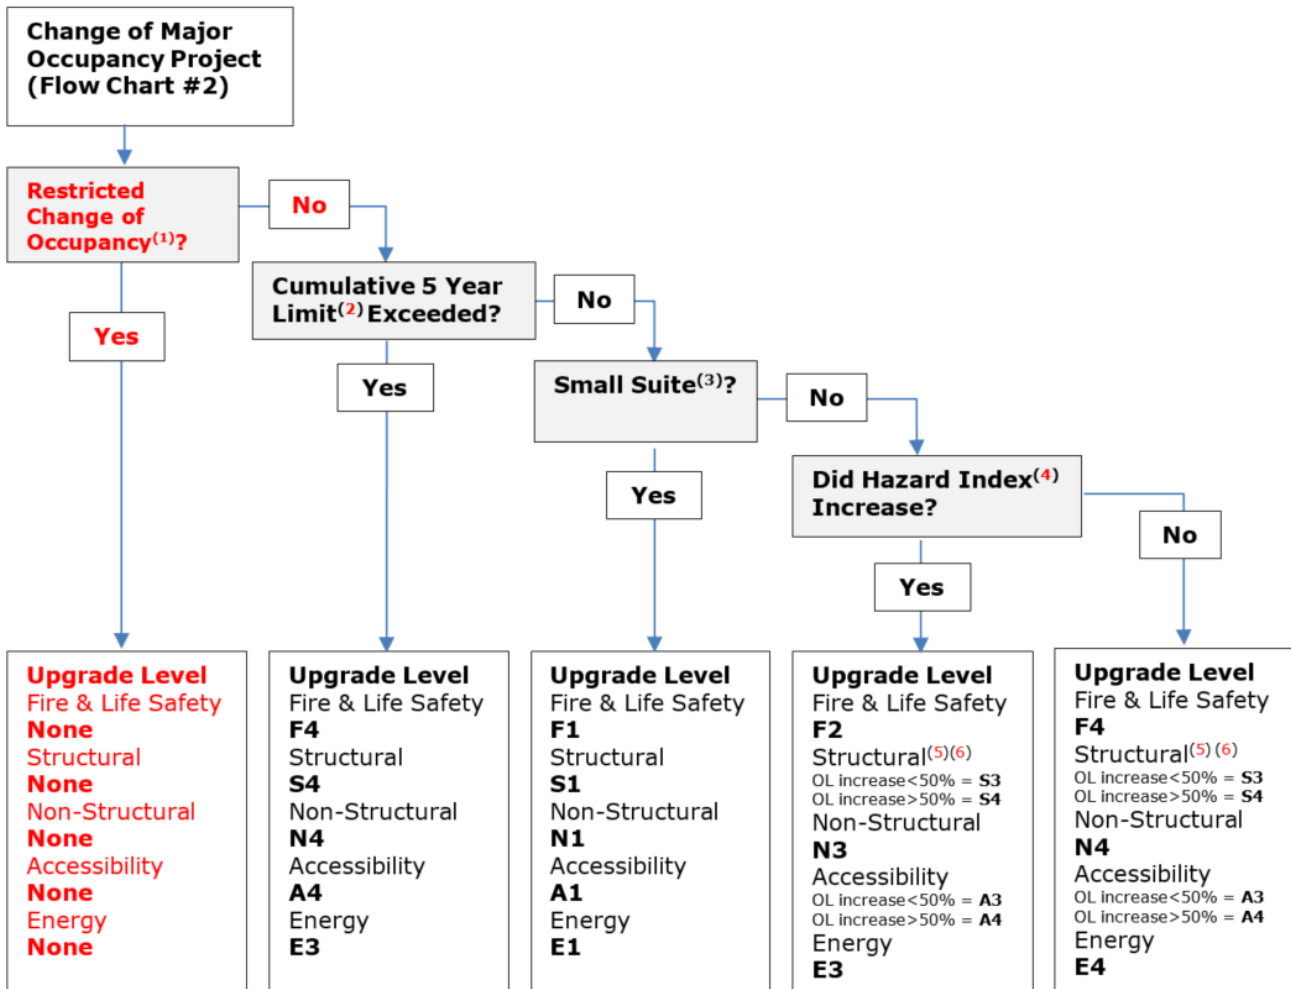 Change of Major
Occupancy Project
(Flow Chart #2)
Restricted
Change of
Occupancy(1)?
No
Yes
Cumulative 5 Year
Limit(2) Exceeded?
No
Yes
Small Suite(3)?
No
Yes
Did Hazard Index(4)
Increase?
No
Yes
Upgrade Level
Fire & Life Safety
None
Structural
None
Non-Structural
None
Accessibility
None
Energy
None
Upgrade Level
Fire & Life Safety
F4
Structural
S4
Non-Structural
N4
Accessibility
A4
Energy
E3
Upgrade Level
Fire & Life Safety
F1
Structural
S1
Non-Structural
N1
Accessibility
A1
Energy
E1
Upgrade Level
Fire & Life Safety
F2
Structural(5)(6)
OL increase<50% = S3
OL increase>50% = S4
Non-Structural
N3
Accessibility
OL increase<50% = A3
OL increase>50% = A4
Energy
E3
Upgrade Level
Fire & Life Safety
F4
Structural(5)(6)
OL increase<50% = S3
OL increase>50% = S4
Non-Structural
N4
Accessibility
OL increase<50% = A3
OL increase>50% = A4
Energy
E4